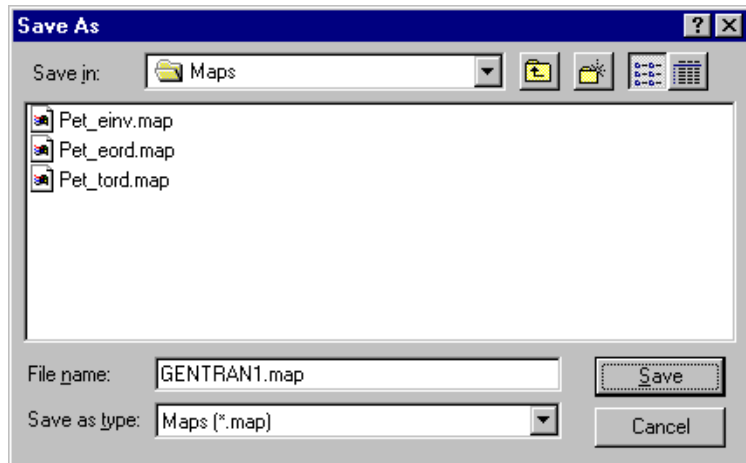 Save As
Save in: Maps
Pet_einv.map
Pet_eord.map
Pet_tord.map
File name: GENTRAN1.map Save
Save as type: Maps (*.map) Cancel